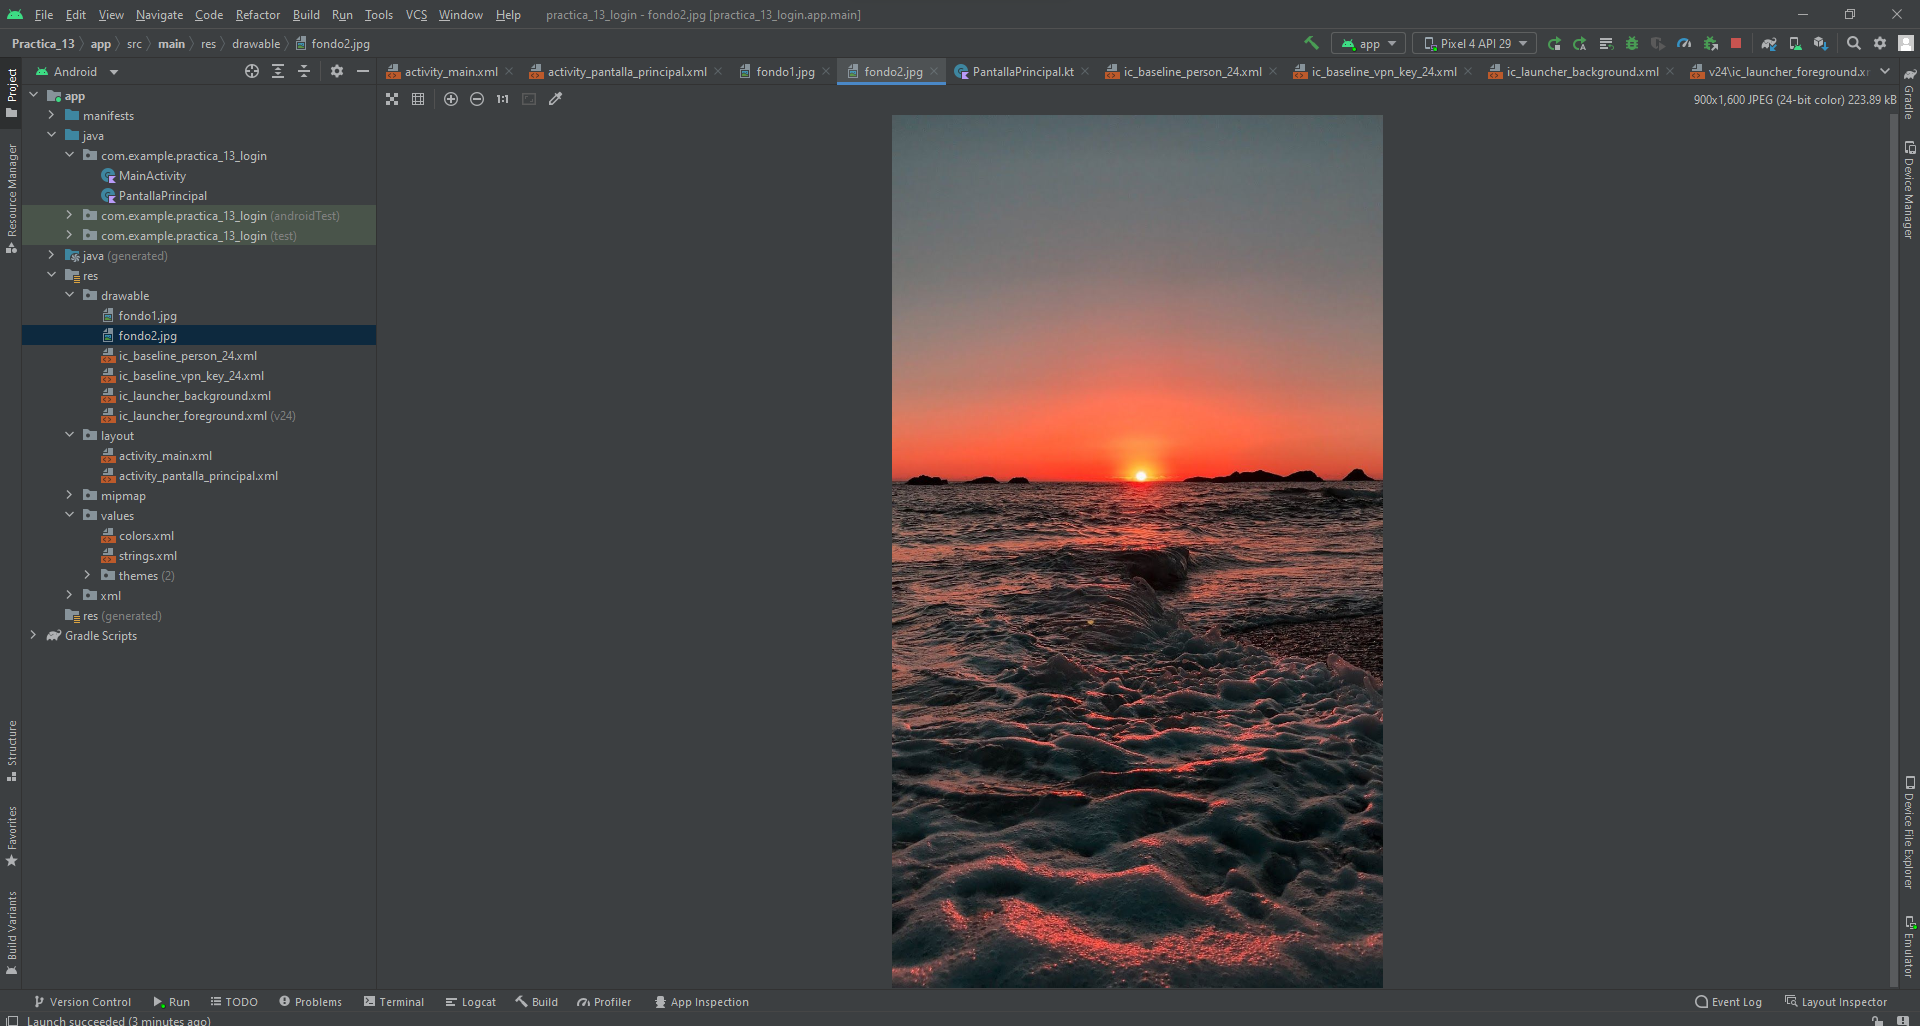 File Edit View Navigate Code Refactor Build Run Tools VCS Window Help practica_13_login - fondo2.jpg [practica_13_login.app.main]
Practica_13 app src main res drawable fondo2.jpg app Pixel 4 API 29
Android activity_main.xml activity_pantalla_principal.xml fondo1.jpg fondo2.jpg PantallaPrincipal.kt ic_baseline_person_24.xml ic_baseline_vpn_key_24.xml ic_launcher_background.xml v24\ic_launcher_foreground.x
1:1 900x1,600 JPEG (24-bit color) 223.89 kB
app
manifests
java
com.example.practica_13_login
MainActivity
PantallaPrincipal
com.example.practica_13_login (androidTest)
com.example.practica_13_login (test)
java (generated)
res
drawable
fondo1.jpg
fondo2.jpg
ic_baseline_person_24.xml
ic_baseline_vpn_key_24.xml
ic_launcher_background.xml
ic_launcher_foreground.xml (v24)
layout
activity_main.xml
activity_pantalla_principal.xml
mipmap
values
colors.xml
strings.xml
themes (2)
xml
res (generated)
Gradle Scripts
Project
Resource Manager
Structure
Favorites
Build Variants
Gradle
Device Manager
Device File Explorer
Emulator
Version Control Run TODO Problems Terminal Logcat Build Profiler App Inspection Event Log Layout Inspector
Launch succeeded (3 minutes ago)